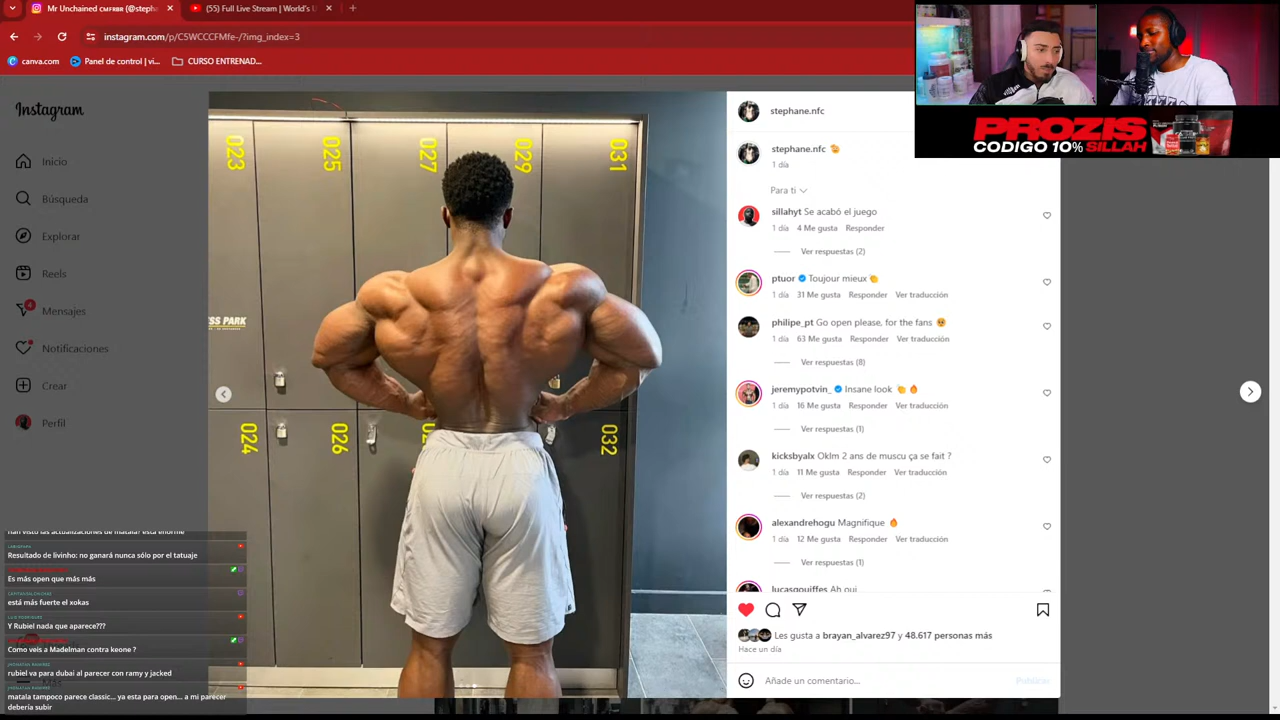 Mr Unchained ᴄᴍғʀʙʀ (@steph
(55) Full Live Stream | World's
instagram.com/p/C5WCCCFMfe-/?img_index=3
canva.com
Panel de control | vi...
CURSO ENTRENAD...
PROZIS
CODIGO 10% SILLAH
Instagram
Inicio
Búsqueda
Explorar
Reels
4
Mensajes
Notificaciones
Crear
Perfil
023
025
027
029
031
SS PARK
024
026
032
stephane.nfc
stephane.nfc
1 día
Para ti
sillahyt Se acabó el juego
1 día 4 Me gusta Responder
Ver respuestas (2)
ptuor Toujour mieux
1 día 31 Me gusta Responder Ver traducción
philipe_pt Go open please, for the fans
1 día 63 Me gusta Responder Ver traducción
Ver respuestas (8)
jeremypotvin_ Insane look
1 día 16 Me gusta Responder Ver traducción
Ver respuestas (1)
kicksbyalx Oklm 2 ans de muscu ça se fait ?
1 día 11 Me gusta Responder Ver traducción
Ver respuestas (2)
alexandrehogu Magnifique
1 día 12 Me gusta Responder Ver traducción
Ver respuestas (1)
lucasgouiffes Ah oui
Les gusta a brayan_alvarez97 y 48.617 personas más
Hace un día
Añade un comentario...
Publicar
han visto las actualizaciones de matala? está enorme
Resultado de livinho: no ganará nunca sólo por el tatuaje
Es más open que más más
está más fuerte el xokas
Y Rubiel nada que aparece???
Como veis a Madelman contra keone ?
rubiel va para dubai al parecer con ramy y jacked
matala tampoco parece classic... ya esta para open... a mi parécer
debería subir